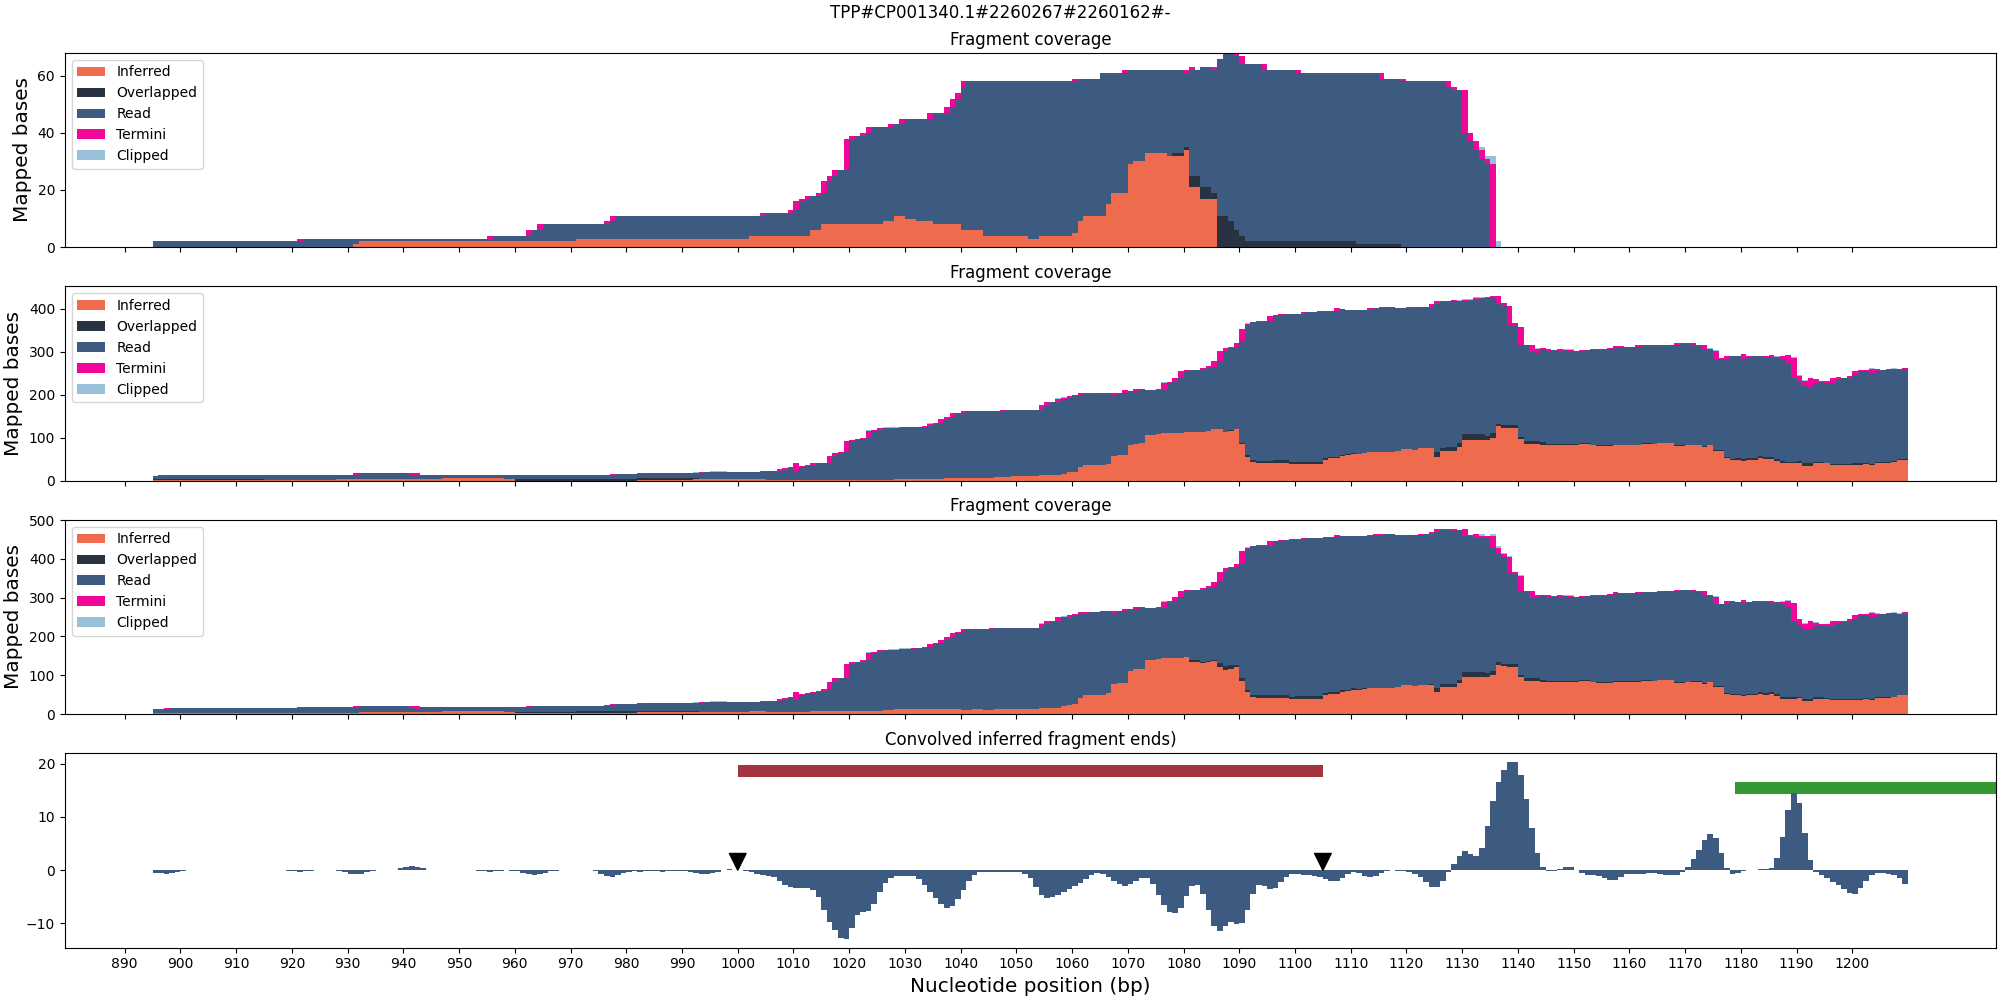 TPP#CP001340.1#2260267#2260162#-
Fragment coverage
Mapped bases
60
40
20
0
Inferred
Overlapped
Read
Termini
Clipped
Fragment coverage
Mapped bases
400
300
200
100
0
Inferred
Overlapped
Read
Termini
Clipped
Fragment coverage
Mapped bases
500
400
300
200
100
0
Inferred
Overlapped
Read
Termini
Clipped
Convolved inferred fragment ends)
20
10
0
−10
890 900 910 920 930 940 950 960 970 980 990 1000 1010 1020 1030 1040 1050 1060 1070 1080 1090 1100 1110 1120 1130 1140 1150 1160 1170 1180 1190 1200
Nucleotide position (bp)